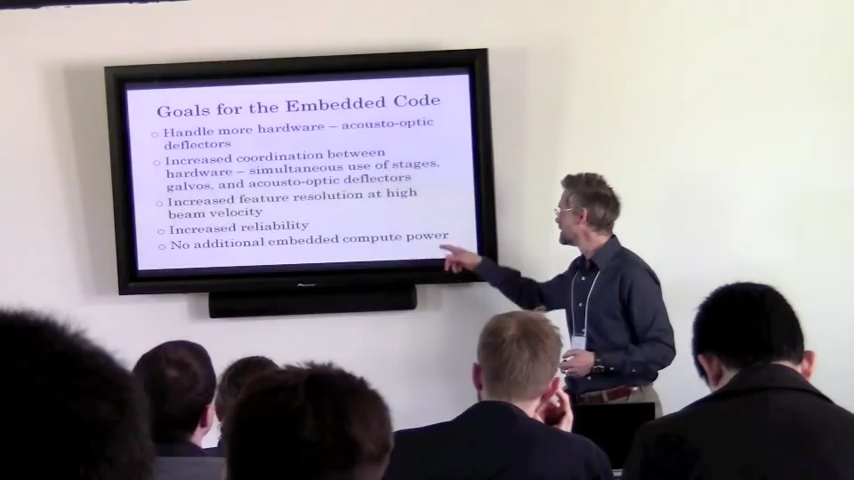 Goals for the Embedded Code
Handle more hardware – acousto-optic
deflectors
Increased coordination between
hardware – simultaneous use of stages,
galvos, and acousto-optic deflectors
Increased feature resolution at high
beam velocity
Increased reliability
No additional embedded compute power